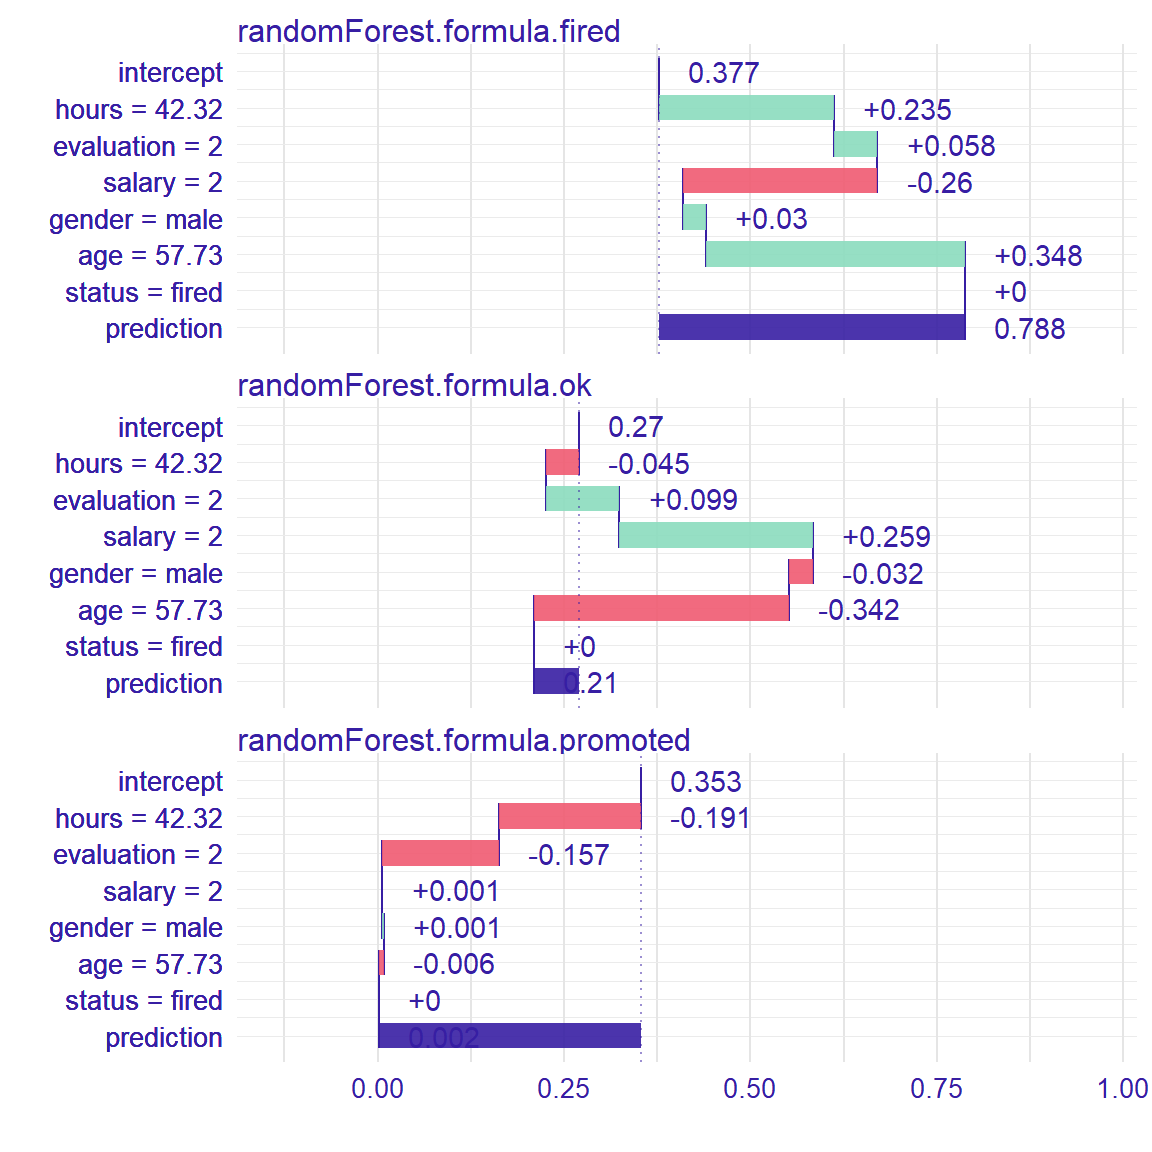 randomForest.formula.fired
intercept 0.377
hours = 42.32 +0.235
evaluation = 2 +0.058
salary = 2 -0.26
gender = male +0.03
age = 57.73 +0.348
status = fired +0
prediction 0.788
randomForest.formula.ok
intercept 0.27
hours = 42.32 -0.045
evaluation = 2 +0.099
salary = 2 +0.259
gender = male -0.032
age = 57.73 -0.342
status = fired +0
prediction 0.21
randomForest.formula.promoted
intercept 0.353
hours = 42.32 -0.191
evaluation = 2 -0.157
salary = 2 +0.001
gender = male +0.001
age = 57.73 -0.006
status = fired +0
prediction 0.002
0.00 0.25 0.50 0.75 1.00